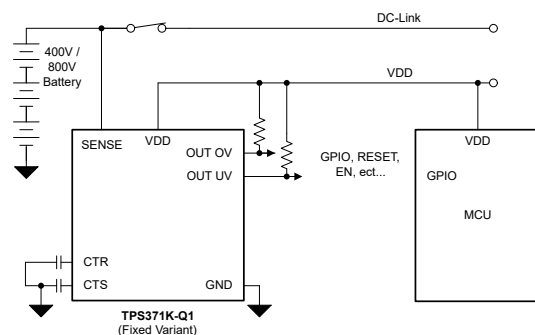 DC-Link
400V /
800V
Battery
VDD
SENSE
VDD
OUT OV
OUT UV
GPIO, RESET,
EN, ect...
VDD
GPIO
MCU
CTR
CTS
GND
TPS371K-Q1
(Fixed Variant)